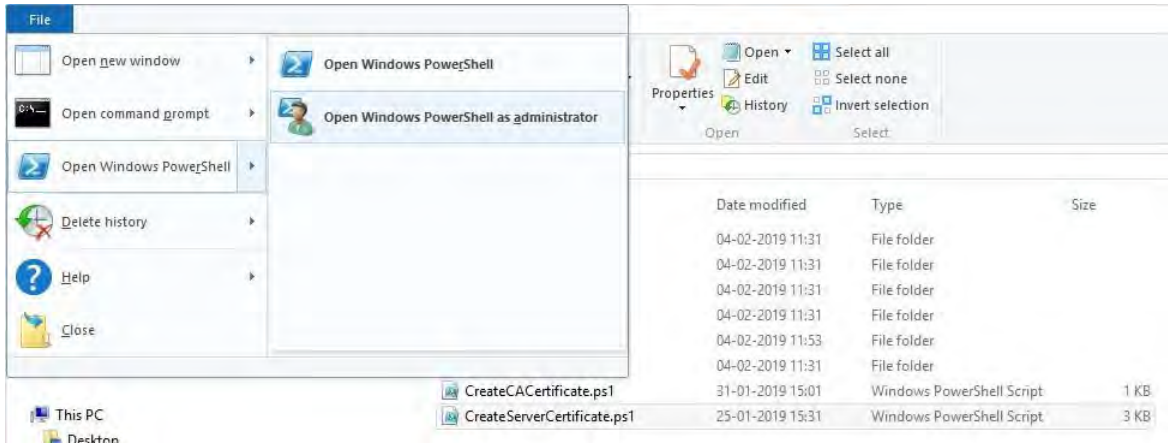 File
Open new window
Open command prompt
Open Windows PowerShell
Delete history
Help
Close
Open Windows PowerShell
Open Windows PowerShell as administrator
Properties
Open
Edit
History
Open
Select all
Select none
Invert selection
Select
Date modified Type Size
04-02-2019 11:31 File folder
04-02-2019 11:31 File folder
04-02-2019 11:31 File folder
04-02-2019 11:31 File folder
04-02-2019 11:53 File folder
04-02-2019 11:31 File folder
CreateCACertificate.ps1 31-01-2019 15:01 Windows PowerShell Script 1 KB
CreateServerCertificate.ps1 25-01-2019 15:31 Windows PowerShell Script 3 KB
This PC
Desktop